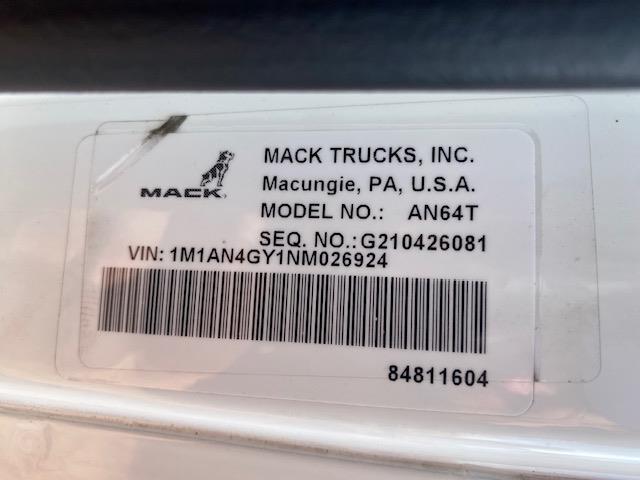 MACK TRUCKS, INC.
MACK
Macungie, PA, U.S.A.
MODEL NO.: AN64T
SEQ. NO.:G210426081
VIN: 1M1AN4GY1NM026924
84811604